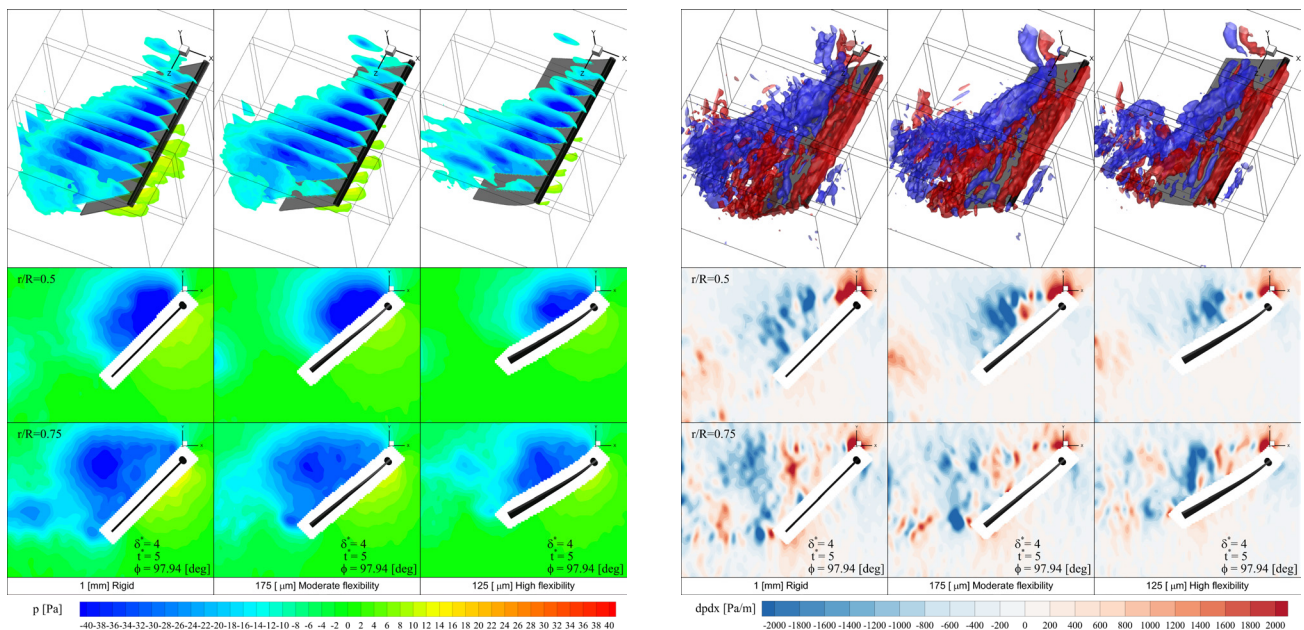 Y
X
Z
Y
X
Z
Y
X
Z
r/R=0.5
r/R=0.75
δ* = 4
t* = 5
ϕ = 97.94 [deg]
δ* = 4
t* = 5
ϕ = 97.94 [deg]
δ* = 4
t* = 5
ϕ = 97.94 [deg]
1 [mm] Rigid
175 [ μm] Moderate flexibility
125 [ μm] High flexibility
p [Pa]
-40-38-36-34-32-30-28-26-24-22-20-18-16-14-12-10 -8 -6 -4 -2 0 2 4 6 8 10 12 14 16 18 20 22 24 26 28 30 32 34 36 38 40
Y
X
Z
Y
X
Z
Y
X
Z
r/R=0.5
r/R=0.75
δ* = 4
t* = 5
ϕ = 97.94 [deg]
δ* = 4
t* = 5
ϕ = 97.94 [deg]
δ* = 4
t* = 5
ϕ = 97.94 [deg]
1 [mm] Rigid
175 [ μm] Moderate flexibility
125 [ μm] High flexibility
dpdx [Pa/m]
-2000 -1800 -1600 -1400 -1200 -1000 -800 -600 -400 -200 0 200 400 600 800 1000 1200 1400 1600 1800 2000